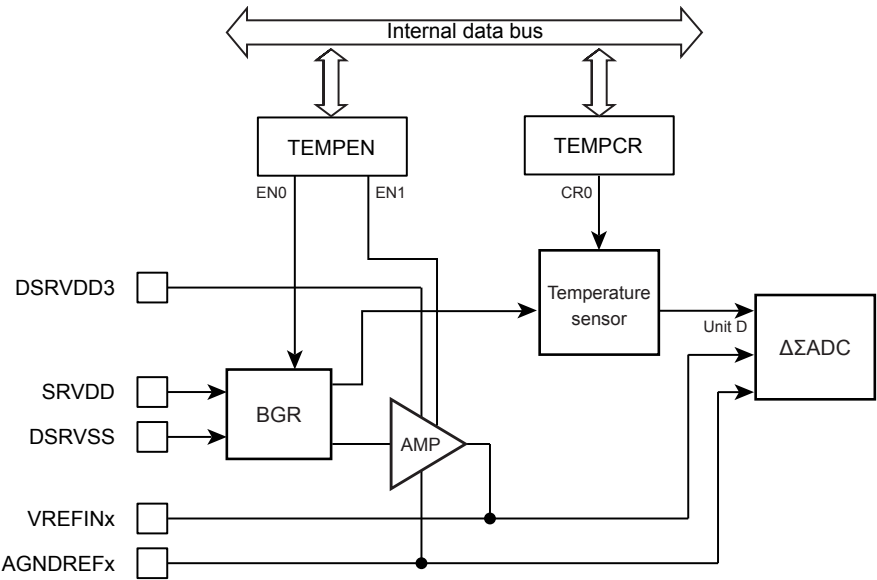 Internal data bus
TEMPEN
TEMPCR
EN0
EN1
CR0
DSRVDD3
Temperature
sensor
Unit D
ΔΣADC
SRVDD
BGR
DSRVSS
AMP
VREFINx
AGNDREFx